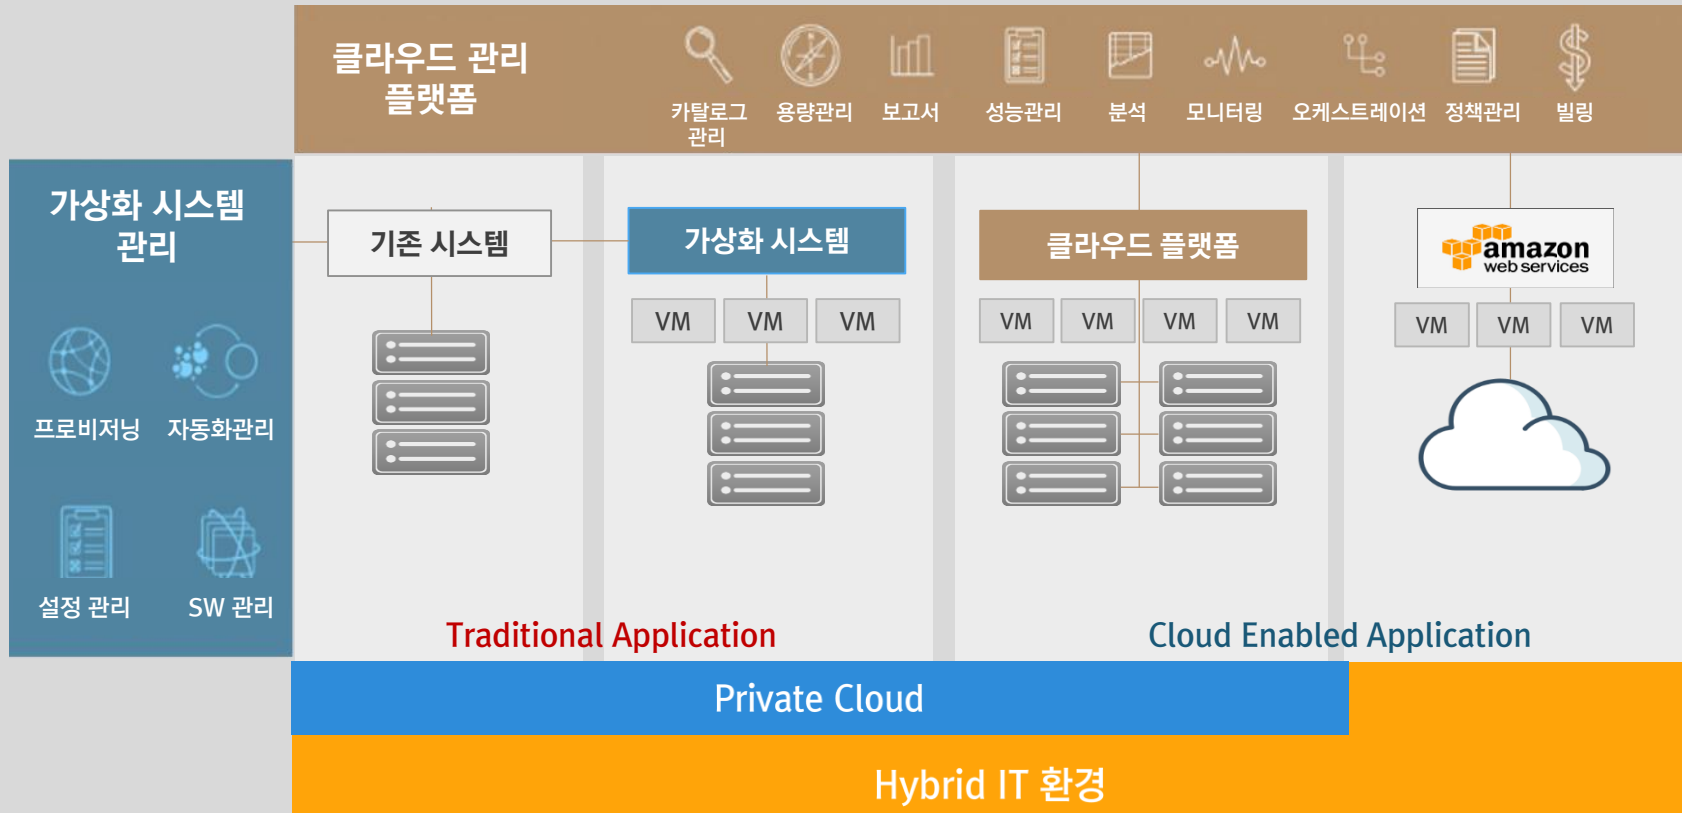 클라우드 관리
플랫폼
카탈로그
관리
용량관리
보고서
성능관리
분석
모니터링
오케스트레이션
정책관리
빌링
가상화 시스템
관리
프로비저닝
자동화관리
설정 관리
SW 관리
기존 시스템
가상화 시스템
VM
VM
VM
클라우드 플랫폼
VM
VM
VM
VM
amazon
web services
VM
VM
VM
Traditional Application
Cloud Enabled Application
Private Cloud
Hybrid IT 환경